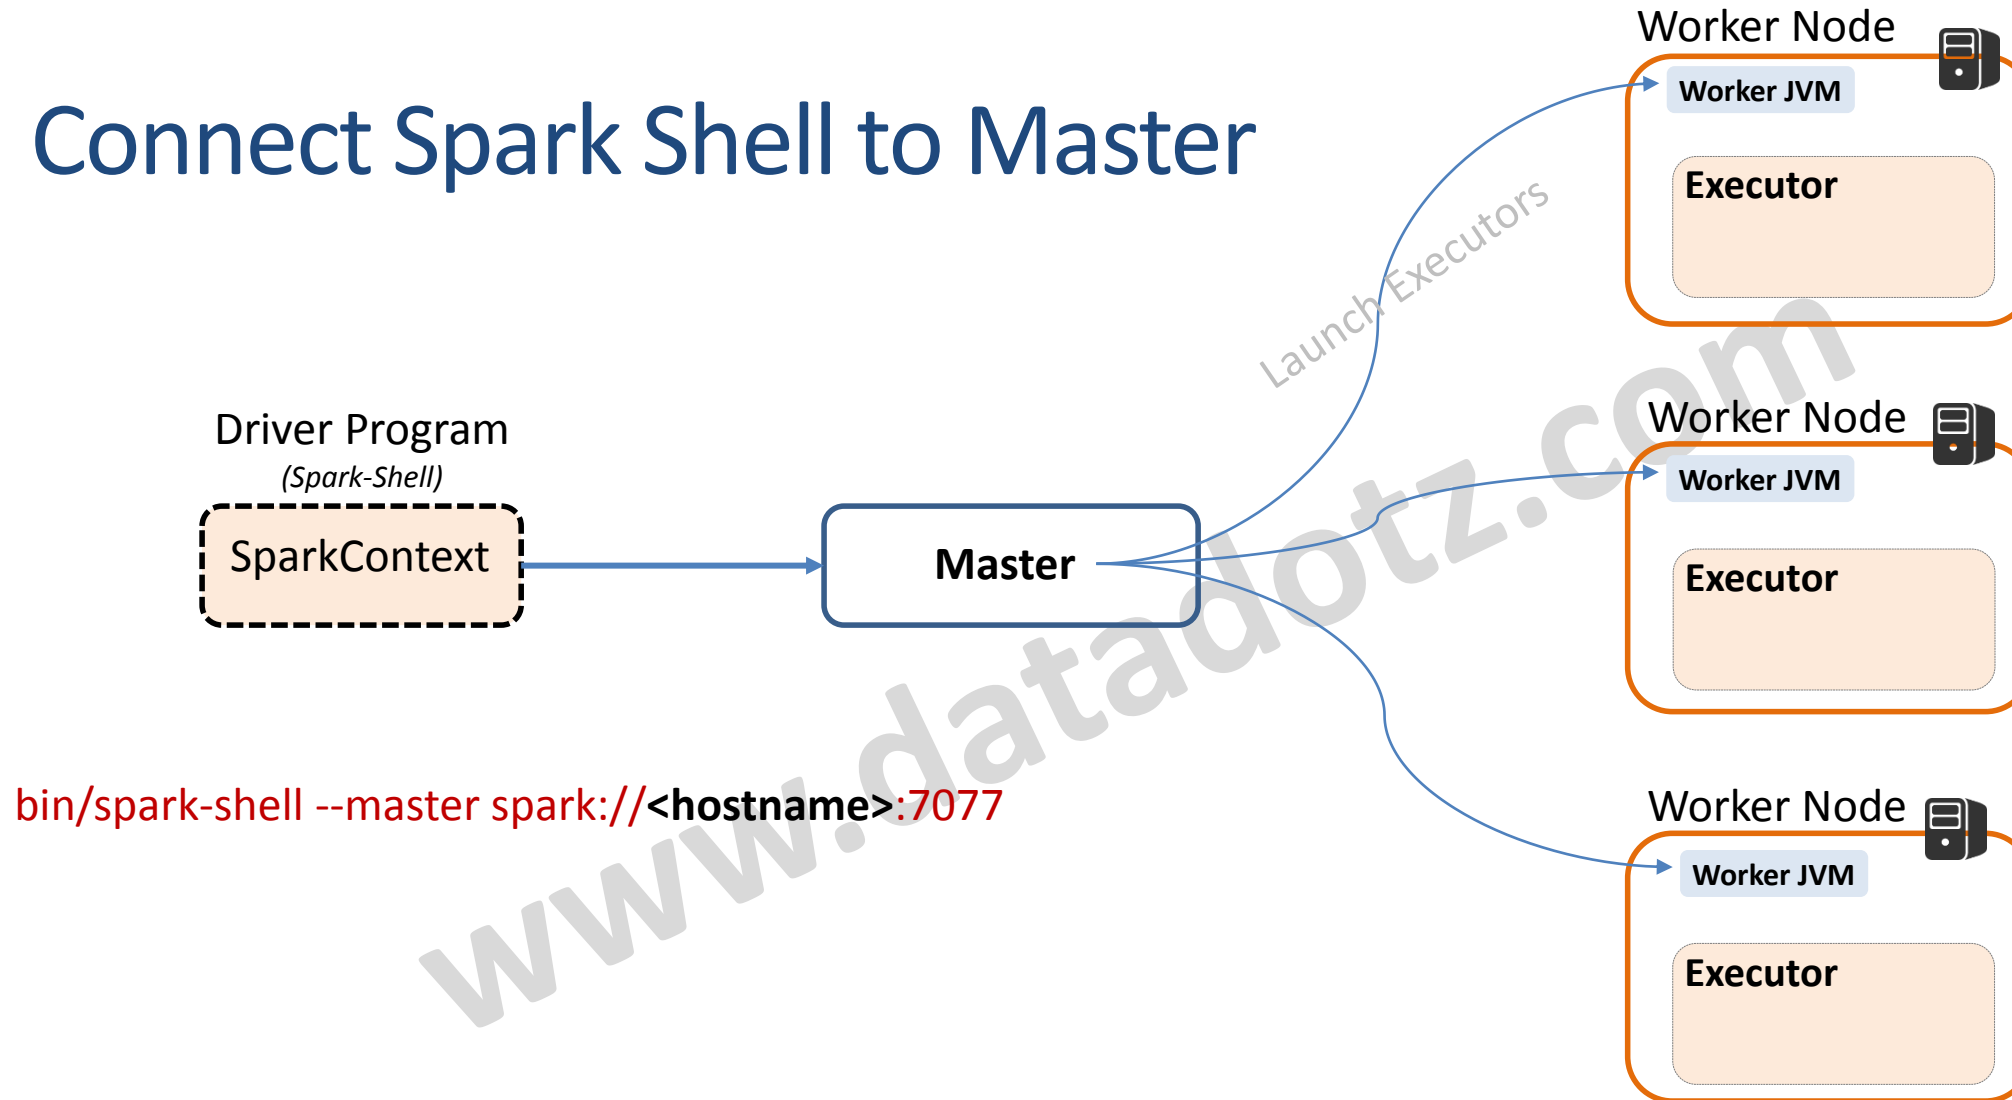 Connect Spark Shell to Master
Worker Node
Worker JVM
Executor
Launch Executors
Driver Program
(Spark-Shell)
SparkContext
Master
Worker Node
Worker JVM
Executor
bin/spark-shell --master spark://<hostname>:7077
Worker Node
Worker JVM
Executor
www.datadotz.com